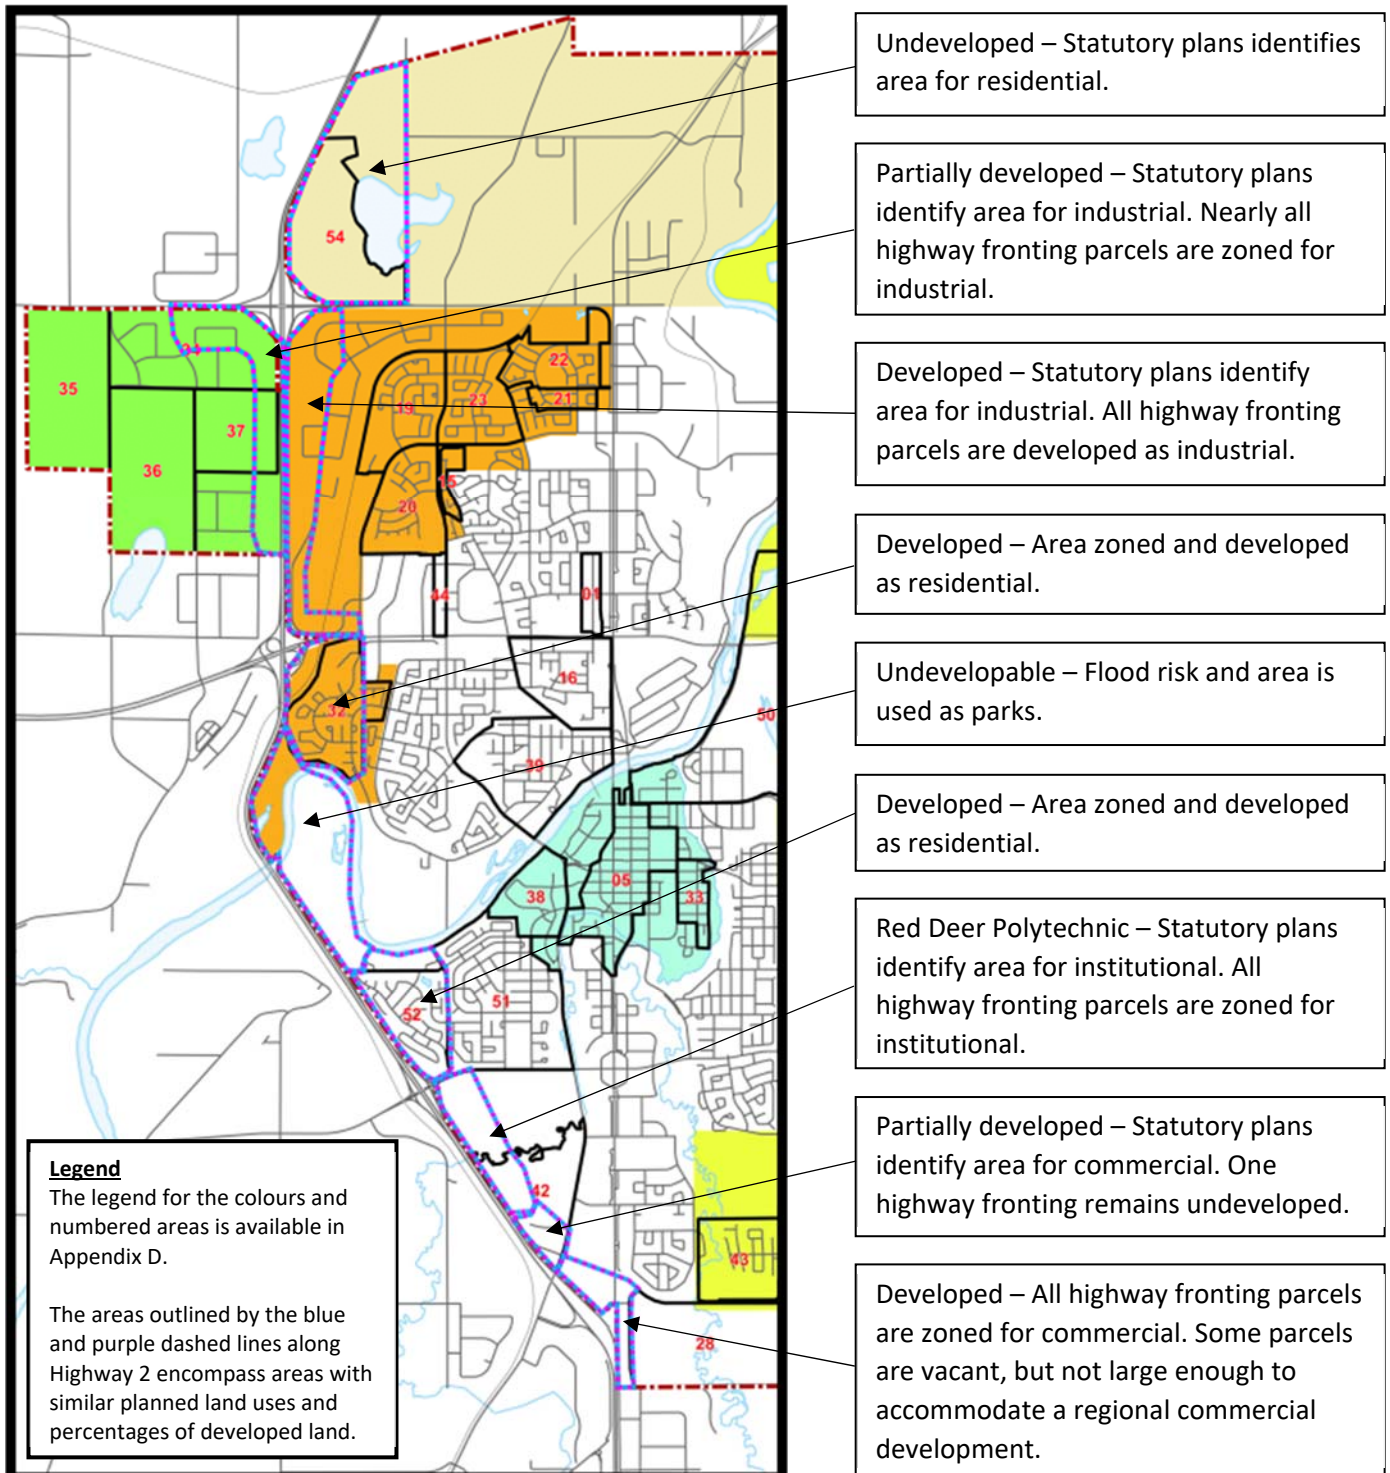 Undeveloped – Statutory plans identifies
area for residential.
Partially developed – Statutory plans
identify area for industrial. Nearly all
highway fronting parcels are zoned for
industrial.
Developed – Statutory plans identify
area for industrial. All highway fronting
parcels are developed as industrial.
Developed – Area zoned and developed
as residential.
Undevelopable – Flood risk and area is
used as parks.
Developed – Area zoned and developed
as residential.
Red Deer Polytechnic – Statutory plans
identify area for institutional. All
highway fronting parcels are zoned for
institutional.
Partially developed – Statutory plans
identify area for commercial. One
highway fronting remains undeveloped.
Developed – All highway fronting parcels
are zoned for commercial. Some parcels
are vacant, but not large enough to
accommodate a regional commercial
development.
54
35
37
36
22
21
23
19
20
15
44
01
16
32
50
39
05
38
33
51
52
42
43
28
Legend
The legend for the colours and
numbered areas is available in
Appendix D.
The areas outlined by the blue
and purple dashed lines along
Highway 2 encompass areas with
similar planned land uses and
percentages of developed land.